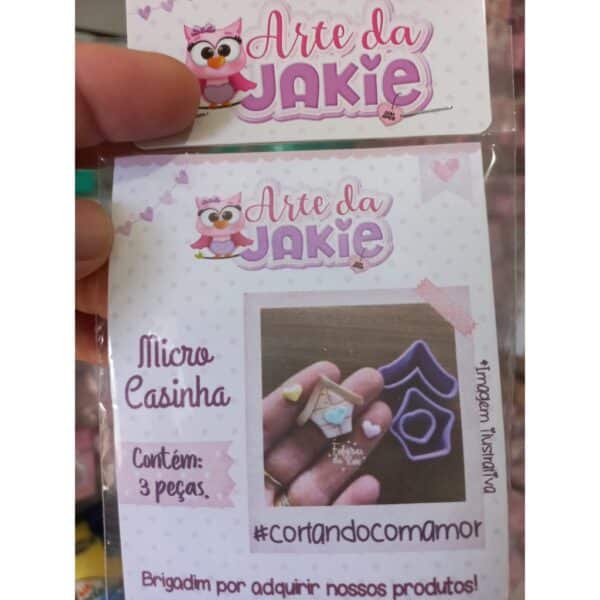 Arte da
JAKIE
Arte da
JAKIE
Micro
Casinha
Contém:
3 peças.
*Imagem ilustrativa
#cortandocomamor
Brigadim por adquirir nossos produtos!